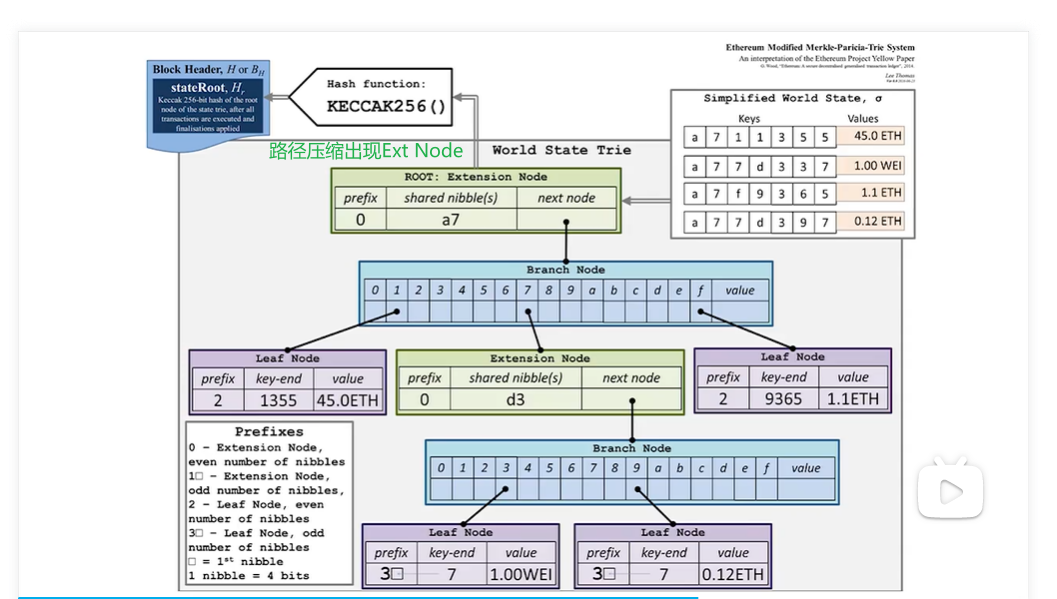 Ethereum Modified Merkle-Paricia-Trie System
An interpretation of the Ethereum Project Yellow Paper
G. Wood, "Ethereum: A secure decentralised generalised transaction ledger", 2014.
Lee Thomas
Block Header, H or B_H
stateRoot, H_r
Keccak 256-bit hash of the root
node of the state trie, after all
transactions are executed and
finalisations applied
Hash function:
KECCAK256()
Simplified World State, σ
Keys Values
a 7 1 1 3 5 5 45.0 ETH
a 7 7 d 3 3 7 1.00 WEI
a 7 f 9 3 6 5 1.1 ETH
a 7 7 d 3 9 7 0.12 ETH
路径压缩出现Ext Node
World State Trie
ROOT: Extension Node
prefix shared nibble(s) next node
0 a7
Branch Node
0 1 2 3 4 5 6 7 8 9 a b c d e f value
Leaf Node
prefix key-end value
2 1355 45.0ETH
Extension Node
prefix shared nibble(s) next node
0 d3
Leaf Node
prefix key-end value
2 9365 1.1ETH
Prefixes
0 - Extension Node,
even number of nibbles
1□ - Extension Node,
odd number of nibbles,
2 - Leaf Node, even
number of nibbles
3□ - Leaf Node, odd
number of nibbles
□ = 1st nibble
1 nibble = 4 bits
Branch Node
0 1 2 3 4 5 6 7 8 9 a b c d e f value
Leaf Node
prefix key-end value
3□ 7 1.00WEI
Leaf Node
prefix key-end value
3□ 7 0.12ETH